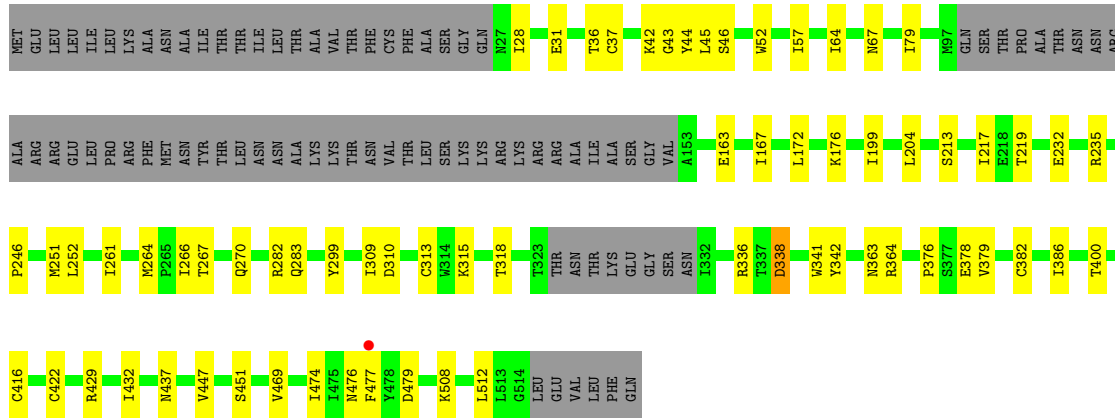 MET GLU LEU LEU ILE LEU LYS ALA ASN ALA ILE THR THR ILE LEU THR ALA VAL THR PHE CYS PHE ALA SER GLY GLN N27 I28 E31 T36 C37 K42 G43 Y44 L45 S46 W52 I57 I64 N67 I79 M97 GLN SER THR PRO ALA THR ASN ASN ARG
ALA ARG ARG GLU LEU PRO ARG PHE MET ASN TYR THR LEU ASN ASN ALA LYS LYS THR ASN VAL THR LEU SER LYS LYS ARG LYS ARG ARG ALA ILE ALA SER GLY VAL A153 E163 I167 L172 K176 I199 L204 S213 I217 E218 T219 E232 R235
P246 M251 L252 I261 M264 P265 I266 T267 Q270 R282 Q283 Y299 I309 D310 C313 W314 K315 T318 T323 THR ASN THR LYS GLU GLY SER ASN I332 R336 T337 D338 W341 Y342 N363 R364 P376 S377 E378 V379 C382 I386 T400
C416 C422 R429 I432 N437 V447 S451 V469 I474 I475 N476 F477 Y478 D479 K508 L512 L513 G514 LEU GLU VAL LEU PHE GLN